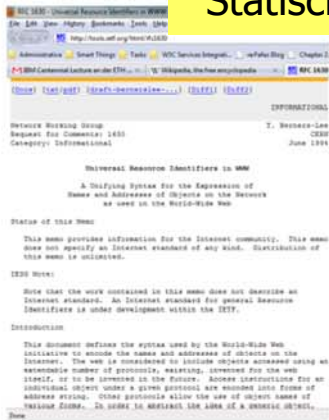 Statisc
RFC 1630 - Universal Resource Identifiers in WWW
File Edit View History Bookmarks Tools Help
http://tools.ietf.org/html/rfc1630
Administrative Smart Things Tasks W3C Services Integrati... Chapter 2
IBM Centennial Lecture an der ETH ... Wikipedia, the free encyclopedia RFC 1630
[Docs] [txt|pdf] [draft-bernerslee-...] [Diff1] [Diff2]
INFORMATIONAL
Network Working Group T. Berners-Lee
Request for Comments: 1630 CERN
Category: Informational June 1994
Universal Resource Identifiers in WWW
A Unifying Syntax for the Expression of
Names and Addresses of Objects on the Network
as used in the World-Wide Web
Status of this Memo
This memo provides information for the Internet community. This memo
does not specify an Internet standard of any kind. Distribution of
this memo is unlimited.
IESG Note:
Note that the work contained in this memo does not describe an
Internet standard. An Internet standard for general Resource
Identifiers is under development within the IETF.
Introduction
This document defines the syntax used by the World-Wide Web
initiative to encode the names and addresses of objects on the
Internet. The web is considered to include objects accessed using an
extendable number of protocols, existing, invented for the web
itself, or to be invented in the future. Access instructions for an
individual object under a given protocol are encoded into forms of
address string. Other protocols allow the use of object names of
various forms. In order to abstract the idea of a generic object,
Done